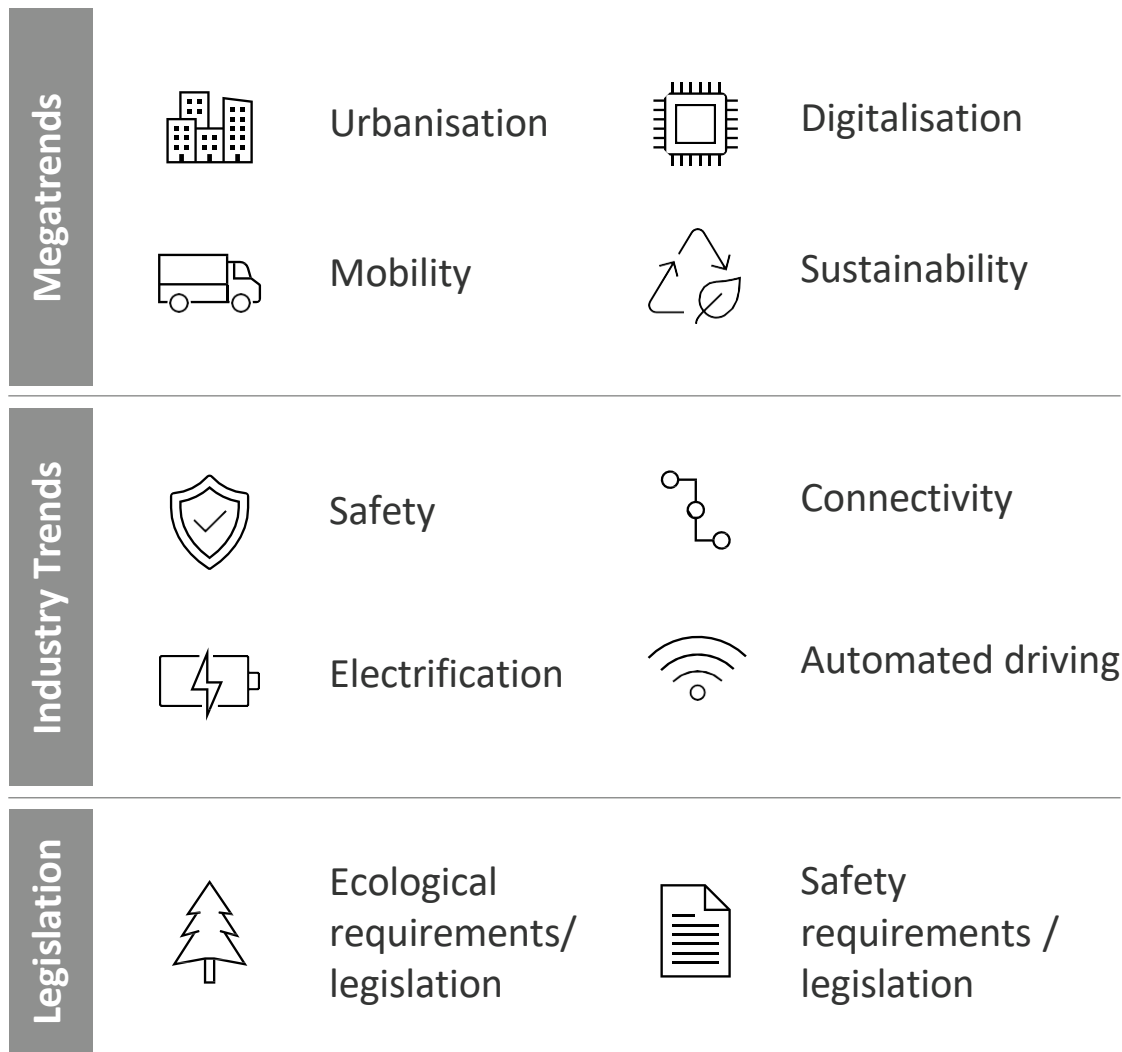 Megatrends
Urbanisation
Digitalisation
Mobility
Sustainability
Industry Trends
Safety
Connectivity
Electrification
Automated driving
Legislation
Ecological
requirements/
legislation
Safety
requirements /
legislation